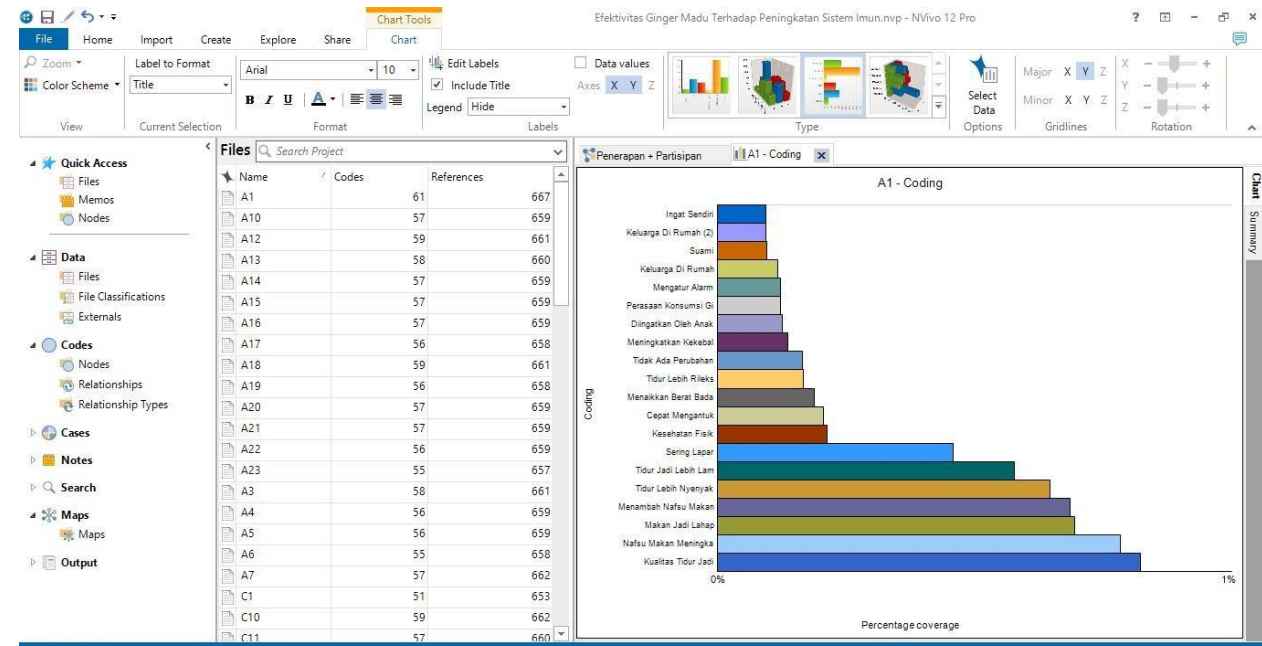 Chart Tools
Efektivitas Ginger Madu Terhadap Peningkatan Sistem Imun.nvp - NVivo 12 Pro
File Home Import Create Explore Share Chart
Zoom
Color Scheme
View
Label to Format
Title
Current Selection
Arial 10
B I U A
Format
Edit Labels
Include Title
Legend Hide
Data values
Axes X Y Z
Labels
Type
Select Data
Options
Major X Y Z
Minor X Y Z
Gridlines
X - +
Y - +
Z - +
Rotation
Quick Access
Files
Memos
Nodes
Data
Files
File Classifications
Externals
Codes
Nodes
Relationships
Relationship Types
Cases
Notes
Search
Maps
Maps
Output
Files Search Project
Name Codes References
A1 61 667
A10 57 659
A12 59 661
A13 58 660
A14 57 659
A15 57 659
A16 57 659
A17 56 658
A18 59 661
A19 56 658
A20 57 659
A21 57 659
A22 56 659
A23 55 657
A3 58 661
A4 56 659
A5 56 659
A6 55 658
A7 57 662
C1 51 653
C10 59 662
C11 57 660
Penerapan + Partisipan
A1 - Coding
A1 - Coding
Coding
Ingat Sendiri
Keluarga Di Rumah (2)
Suami
Keluarga Di Rumah
Mengatur Alarm
Perasaan Konsumsi Gi
Diingatkan Oleh Anak
Meningkatkan Kekebal
Tidak Ada Perubahan
Tidur Lebih Rileks
Menaikkan Berat Bada
Cepat Mengantuk
Kesehatan Fisik
Sering Lapar
Tidur Jadi Lebih Lam
Tidur Lebih Nyenyak
Menambah Nafsu Makan
Makan Jadi Lahap
Nafsu Makan Meningka
Kualitas Tidur Jadi
0% 1%
Percentage coverage
Chart
Summary